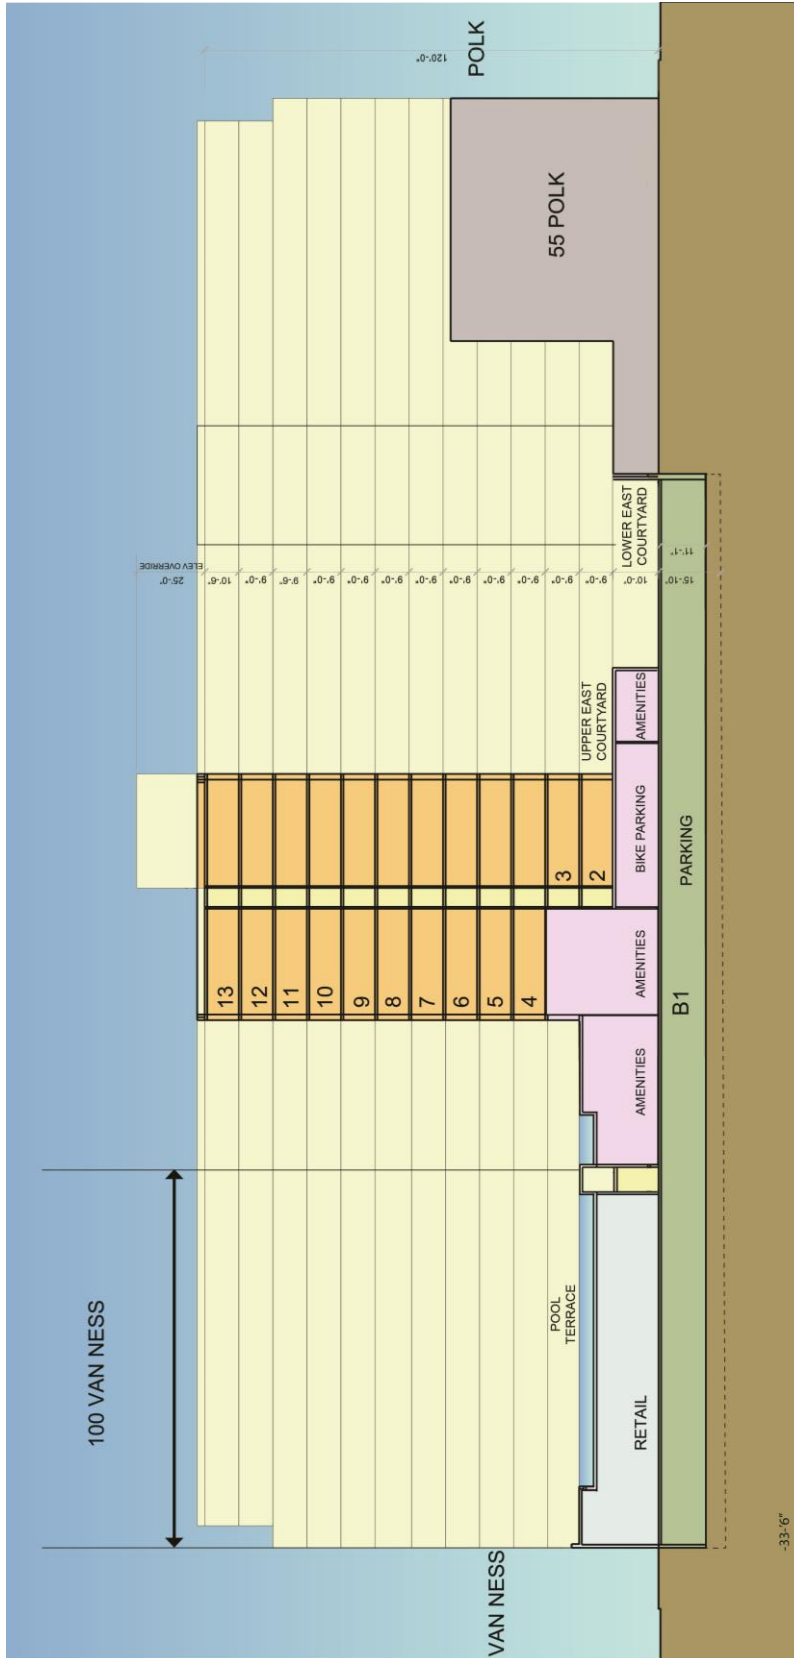 100 VAN NESS
VAN NESS
POLK
120'-0"
55 POLK
25'-0"
ELEV OVERRIDE
10'-6"
9'-0"
9'-6"
9'-0"
9'-0"
9'-0"
9'-0"
9'-0"
9'-0"
9'-0"
9'-0"
9'-0"
10'-0"
15'-10"
11'-1"
13
12
11
10
9
8
7
6
5
4
3
2
POOL
TERRACE
UPPER EAST
COURTYARD
LOWER EAST
COURTYARD
RETAIL
AMENITIES
AMENITIES
BIKE PARKING
AMENITIES
B1
PARKING
-33-'6"